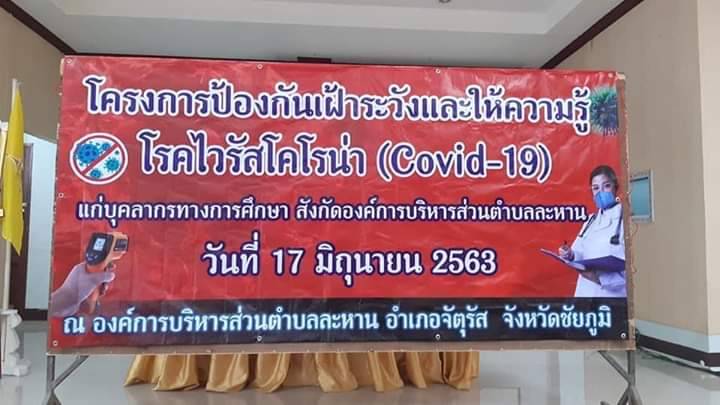 โครงการป้องกันเฝ้าระวังและให้ความรู้
โรคไวรัสโคโรน่า (Covid-19)
แก่บุคลากรทางการศึกษา สังกัดองค์การบริหารส่วนตำบลละหาน
วันที่ 17 มิถุนายน 2563
ณ องค์การบริหารส่วนตำบลละหาน อำเภอจัตุรัส จังหวัดชัยภูมิ